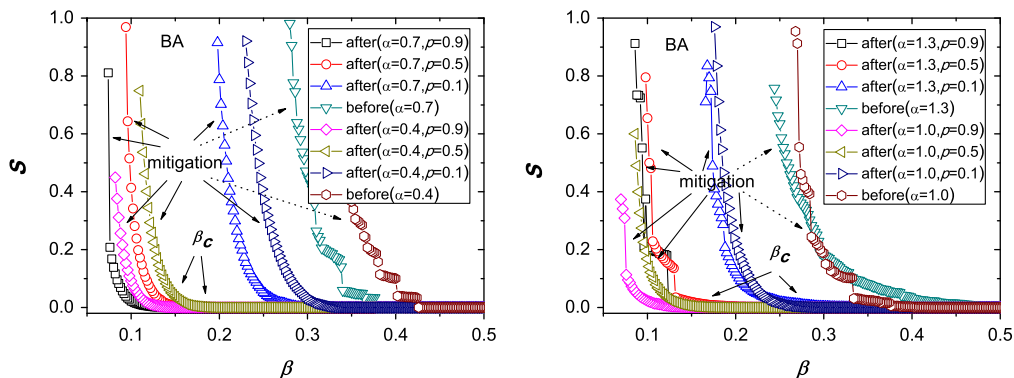 BA
after(α=0.7,p=0.9)
after(α=0.7,p=0.5)
after(α=0.7,p=0.1)
before(α=0.7)
after(α=0.4,p=0.9)
after(α=0.4,p=0.5)
after(α=0.4,p=0.1)
before(α=0.4)
mitigation
βc
S
1.0
0.8
0.6
0.4
0.2
0.0
0.1
0.2
0.3
0.4
0.5
β
BA
after(α=1.3,p=0.9)
after(α=1.3,p=0.5)
after(α=1.3,p=0.1)
before(α=1.3)
after(α=1.0,p=0.9)
after(α=1.0,p=0.5)
after(α=1.0,p=0.1)
before(α=1.0)
mitigation
βc
S
1.0
0.8
0.6
0.4
0.2
0.0
0.1
0.2
0.3
0.4
0.5
β